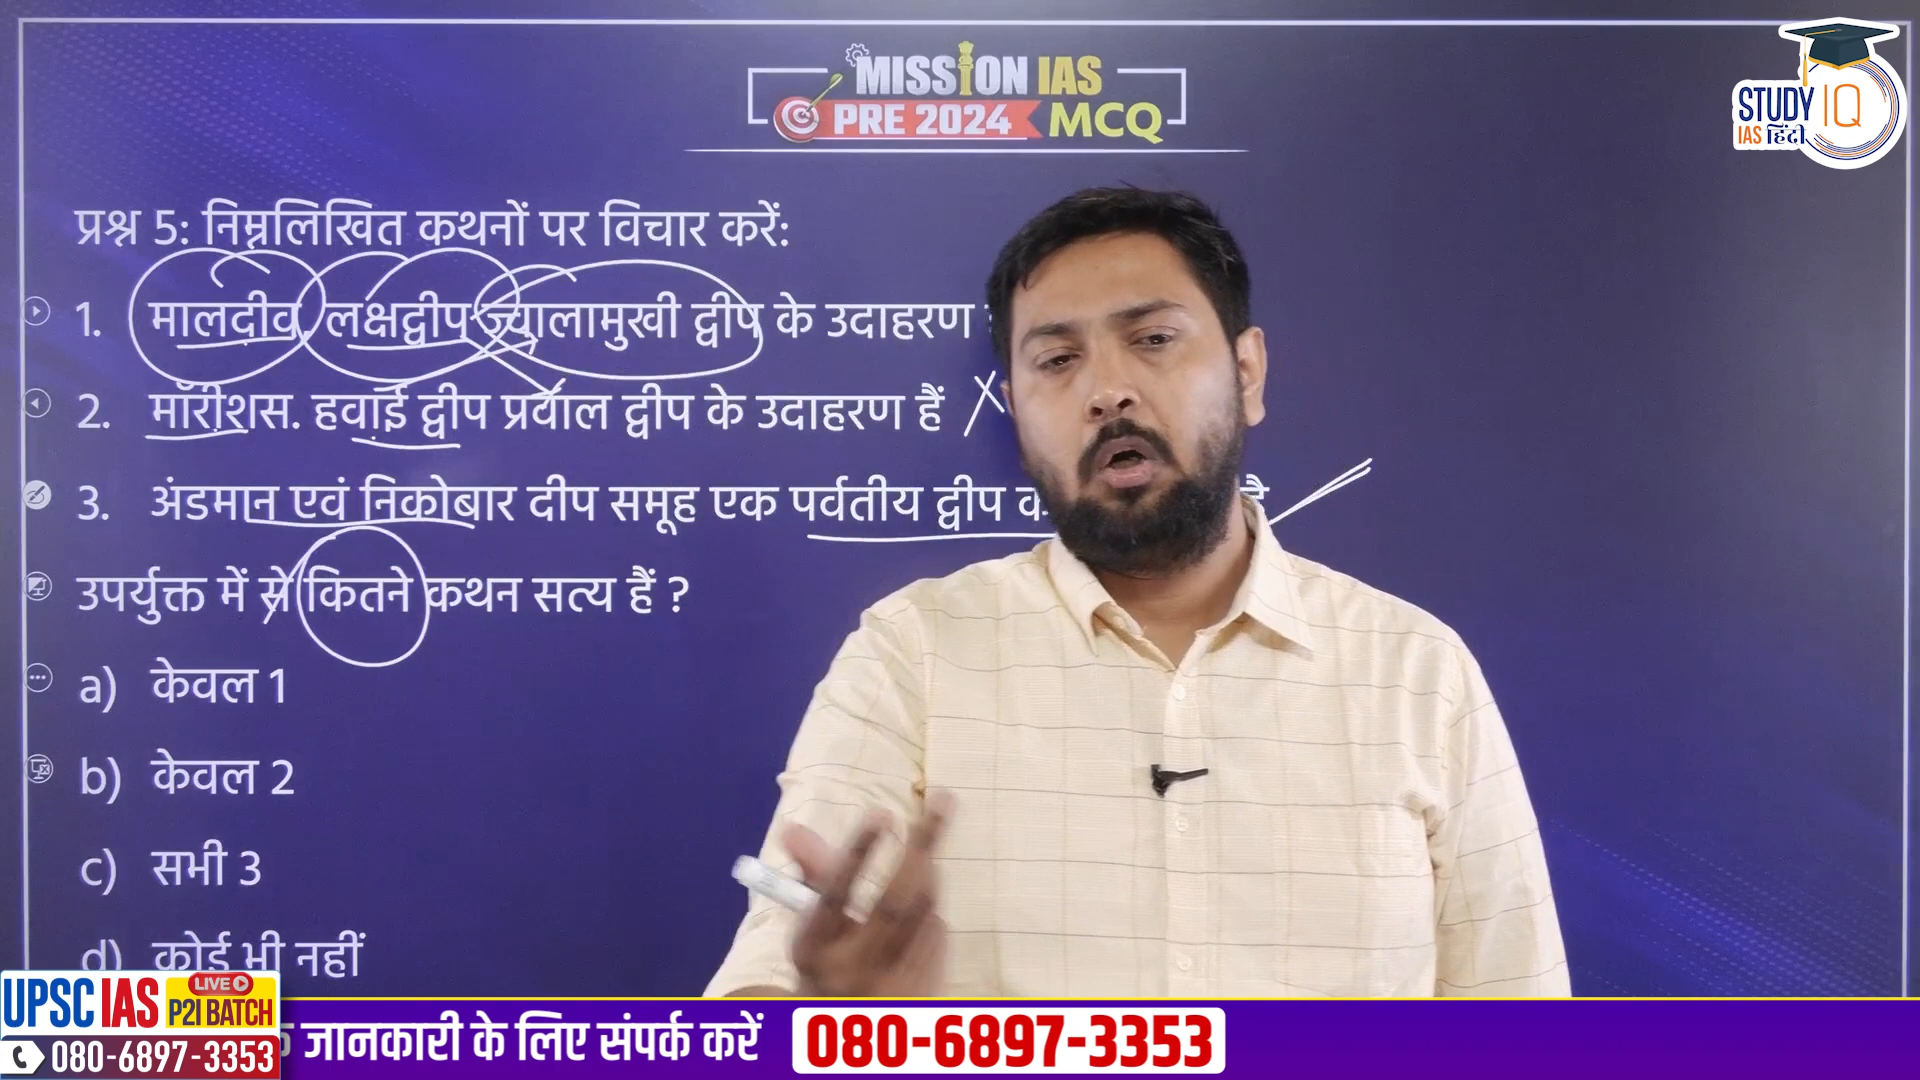 MISSION IAS
PRE 2024 MCQ
STUDY IQ
IAS हिंदी
प्रश्न 5: निम्नलिखित कथनों पर विचार करें:
1. मालदीव, लक्षद्वीप ज्वालामुखी द्वीप के उदाहरण
2. मॉरीशस. हवाई द्वीप प्रवाल द्वीप के उदाहरण हैं
3. अंडमान एवं निकोबार दीप समूह एक पर्वतीय द्वीप है
उपर्युक्त में से कितने कथन सत्य हैं ?
a) केवल 1
b) केवल 2
c) सभी 3
d) कोई भी नहीं
UPSC IAS LIVE P2I BATCH
080-6897-3353
जानकारी के लिए संपर्क करें 080-6897-3353